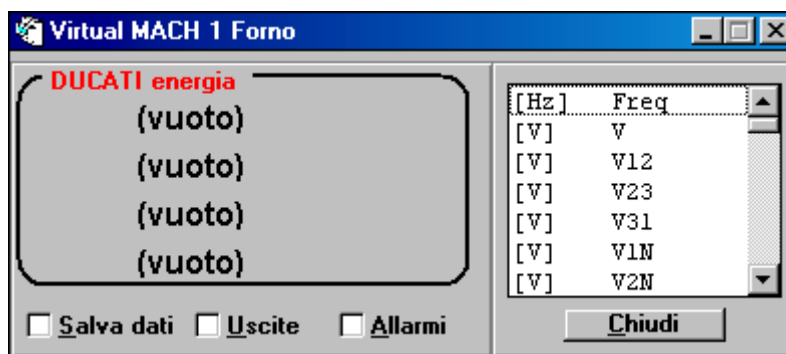 Virtual MACH 1 Forno
DUCATI energia
(vuoto)
(vuoto)
(vuoto)
(vuoto)
Salva dati Uscite Allarmi
[Hz] Freq
[V] V
[V] V12
[V] V23
[V] V31
[V] V1N
[V] V2N
Chiudi